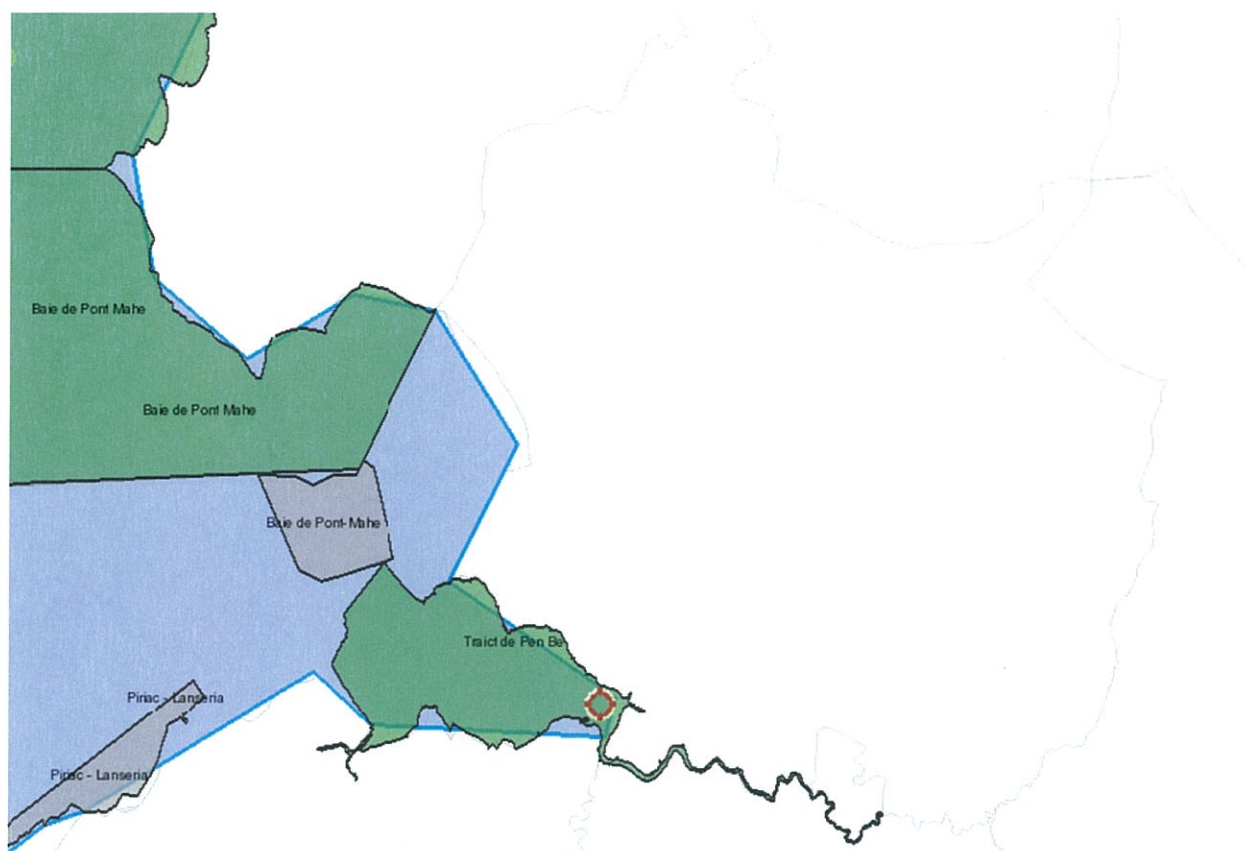 Baie de Pont Mahe
Baie de Pont Mahe
Baie de Pont-Mahe
Traict de Pen Be
Piriac - Lanseria
Piriac - Lanseria